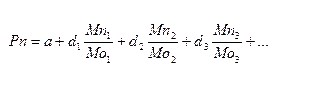 Pn = a + d₁ Mn₁/Mo₁ + d₂ Mn₂/Mo₂ + d₃ Mn₃/Mo₃ + ...